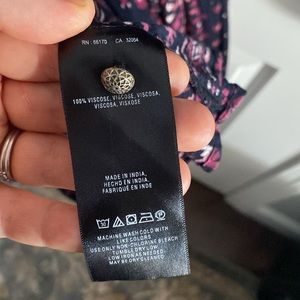 RN : 66170 CA : 32054
100% VISCOSE, VISCOSE, VISCOSA,
VISCOSA, VISKOSE
MADE IN INDIA,
HECHO EN INDIA,
FABRIQUÉ EN INDE
MACHINE WASH COLD WITH
LIKE COLORS
USE ONLY NON-CHLORINE BLEACH
TUMBLE DRY LOW
LOW IRON AS NEEDED
MAY BE DRY CLEANED